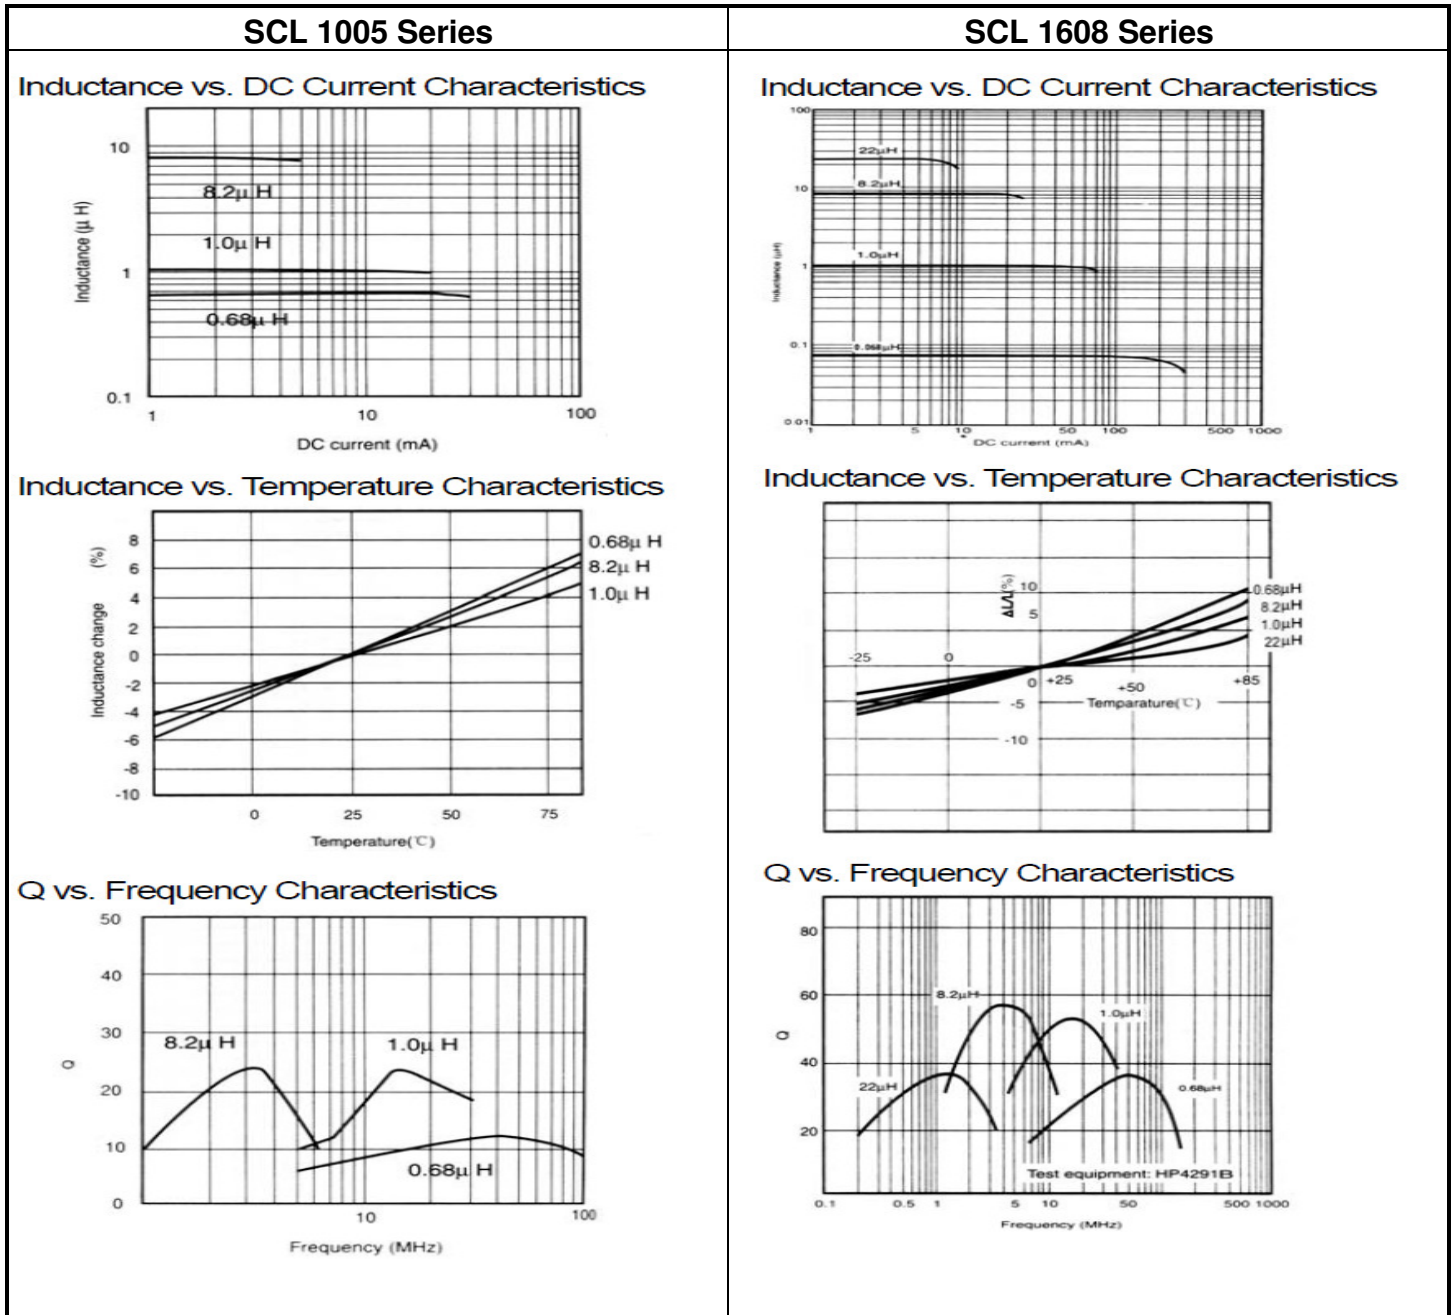 SCL 1005 Series
Inductance vs. DC Current Characteristics
10
1
0.1
Inductance (μ H)
8.2μ H
1.0μ H
0.68μ H
1 10 100
DC current (mA)
Inductance vs. Temperature Characteristics
Inductance change (%)
8
6
4
2
0
-2
-4
-6
-8
-10
0.68μ H
8.2μ H
1.0μ H
0 25 50 75
Temperature(℃)
Q vs. Frequency Characteristics
Q
50
40
30
20
10
0
8.2μ H
1.0μ H
0.68μ H
10 100
Frequency (MHz)
SCL 1608 Series
Inductance vs. DC Current Characteristics
100
10
1
0.1
0.01
Inductance (μH)
22μH
8.2μH
1.0μH
0.068μH
1 5 10 50 100 500 1000
DC current (mA)
Inductance vs. Temperature Characteristics
ΔL/L(%)
10
5
0.68μH
8.2μH
1.0μH
22μH
-25 0
0 +25 +50 +85
-5
Temparature(℃)
-10
Q vs. Frequency Characteristics
Q
80
60
40
20
8.2μH
1.0μH
22μH
0.68μH
Test equipment: HP4291B
0.1 0.5 1 5 10 50 500 1000
Frequency (MHz)